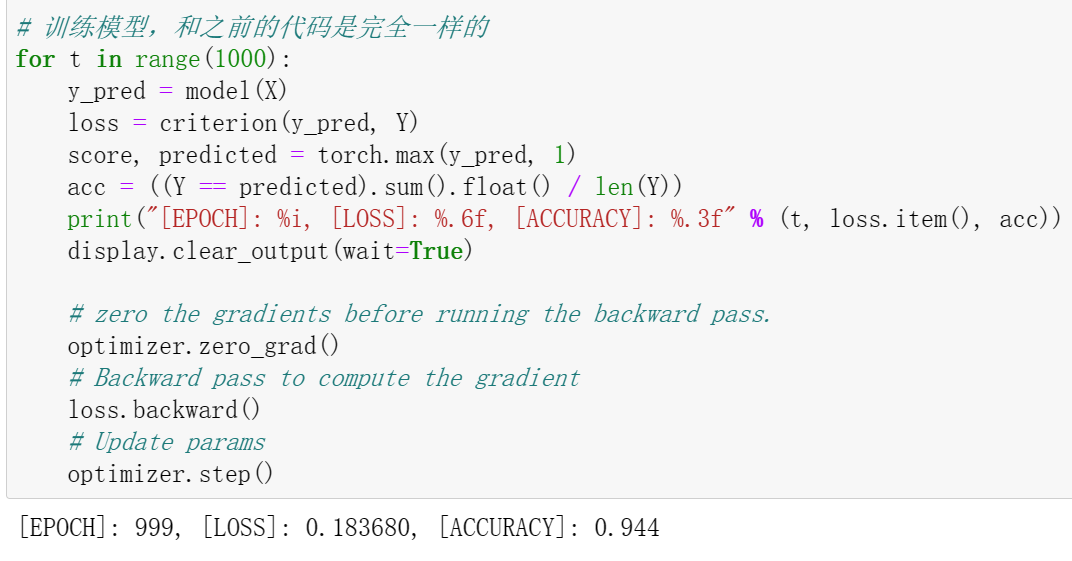 # 训练模型，和之前的代码是完全一样的
for t in range(1000):
    y_pred = model(X)
    loss = criterion(y_pred, Y)
    score, predicted = torch.max(y_pred, 1)
    acc = ((Y == predicted).sum().float() / len(Y))
    print("[EPOCH]: %i, [LOSS]: %.6f, [ACCURACY]: %.3f" % (t, loss.item(), acc))
    display.clear_output(wait=True)

    # zero the gradients before running the backward pass.
    optimizer.zero_grad()
    # Backward pass to compute the gradient
    loss.backward()
    # Update params
    optimizer.step()
[EPOCH]: 999, [LOSS]: 0.183680, [ACCURACY]: 0.944